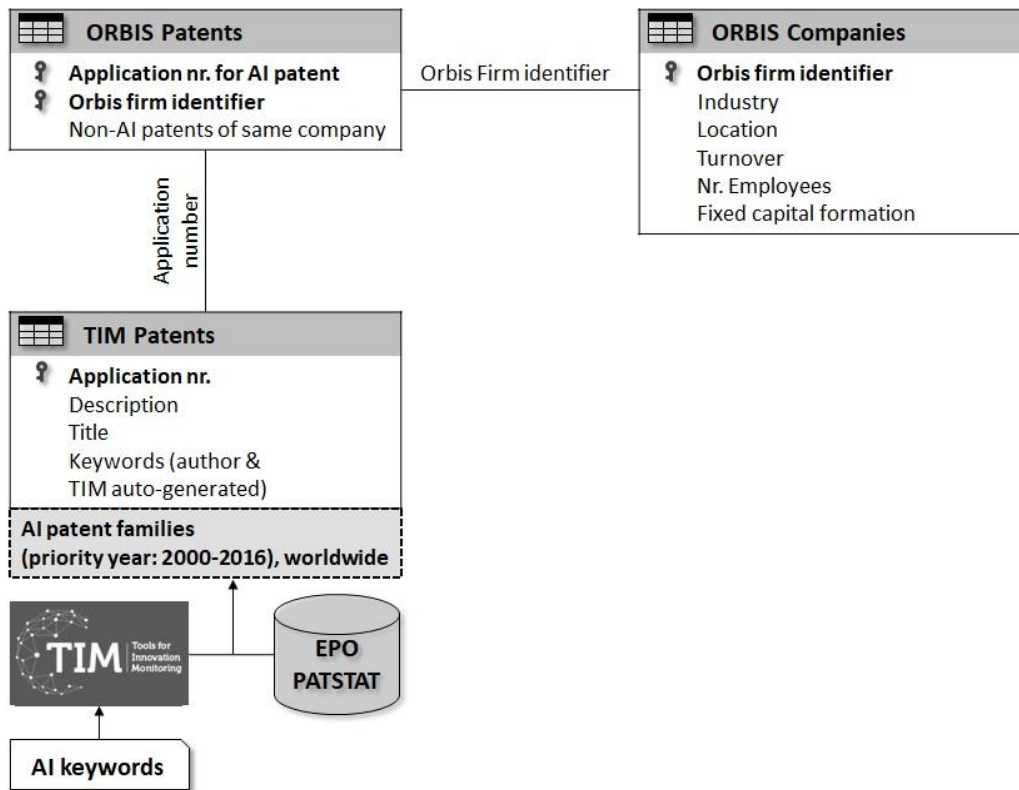 ORBIS Patents
Application nr. for AI patent
Orbis firm identifier
Non-AI patents of same company
Orbis Firm identifier
ORBIS Companies
Orbis firm identifier
Industry
Location
Turnover
Nr. Employees
Fixed capital formation
Application
number
TIM Patents
Application nr.
Description
Title
Keywords (author &
TIM auto-generated)
AI patent families
(priority year: 2000-2016), worldwide
TIM
Tools for
Innovation
Monitoring
EPO
PATSTAT
AI keywords